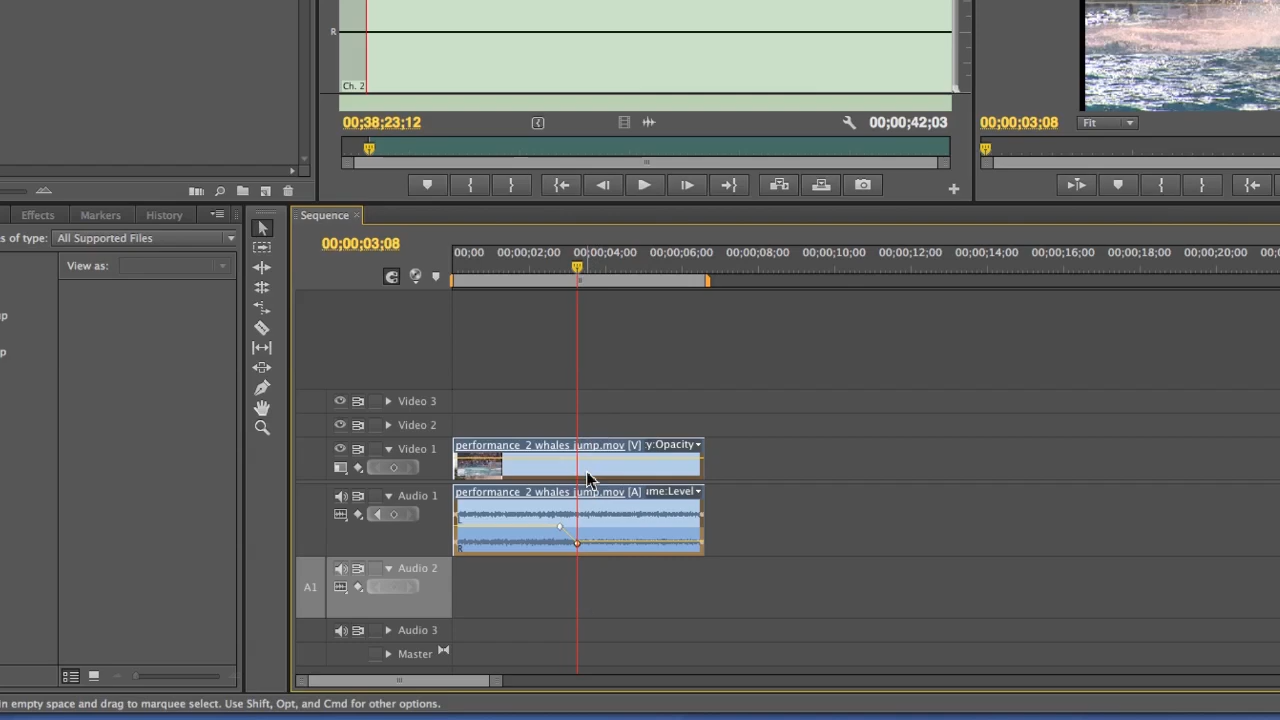 R
Ch. 2
00;38;23;12
00;00;42;03
00;00;03;08
Fit
Effects
Markers
History
s of type:
All Supported Files
View as:
up
p
Sequence
00;00;03;08
00;00
00;00;02;00
00;00;04;00
00;00;06;00
00;00;08;00
00;00;10;00
00;00;12;00
00;00;14;00
00;00;16;00
00;00;18;00
00;00;20;00
Video 3
Video 2
Video 1
performance_2 whales jump.mov [V] y:Opacity
Audio 1
performance_2 whales jump.mov [A] ıme:Level
L
R
A1
Audio 2
Audio 3
Master
in empty space and drag to marquee select. Use Shift, Opt, and Cmd for other options.